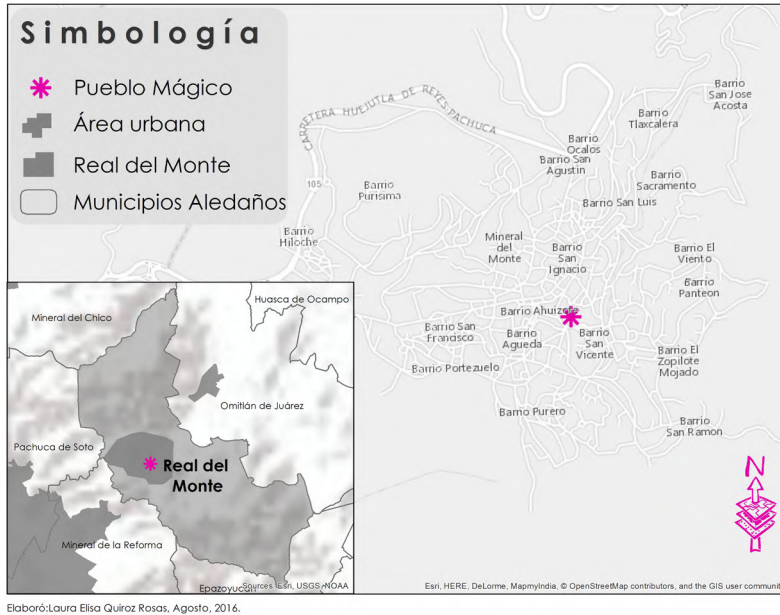 Simbología
Pueblo Mágico
Área urbana
Real del Monte
Municipios Aledaños
CARRETERA HUEJUTLA DE REYES-PACHUCA
105
Barrio
San Jose
Acosta
Barrio
Tlaxcalera
Barrio
Ocalos
Barrio San
Agustin
Barrio
Purisima
Barrio
Sacramento
Barrio San Luis
Barrio
Hiloche
Mineral
del
Monte
Barrio
San
Ignacio
Barrio El
Viento
Barrio
Panteon
Barrio Ahuizote
Barrio San
Francisco
Barrio
Agueda
Barrio
San
Vicente
Barrio El
Zopilote
Mojado
Barrio Portezuelo
Barrio Purero
Barrio
San Ramon
N
Huasca de Ocampo
Mineral del Chico
Omitlán de Juárez
Pachuca de Soto
Real del
Monte
Mineral de la Reforma
Epazoyucan
Sources: Esri, USGS, NOAA
Esri, HERE, DeLorme, MapmyIndia, © OpenStreetMap contributors, and the GIS user communit
Elaboró:Laura Elisa Quiroz Rosas, Agosto, 2016.